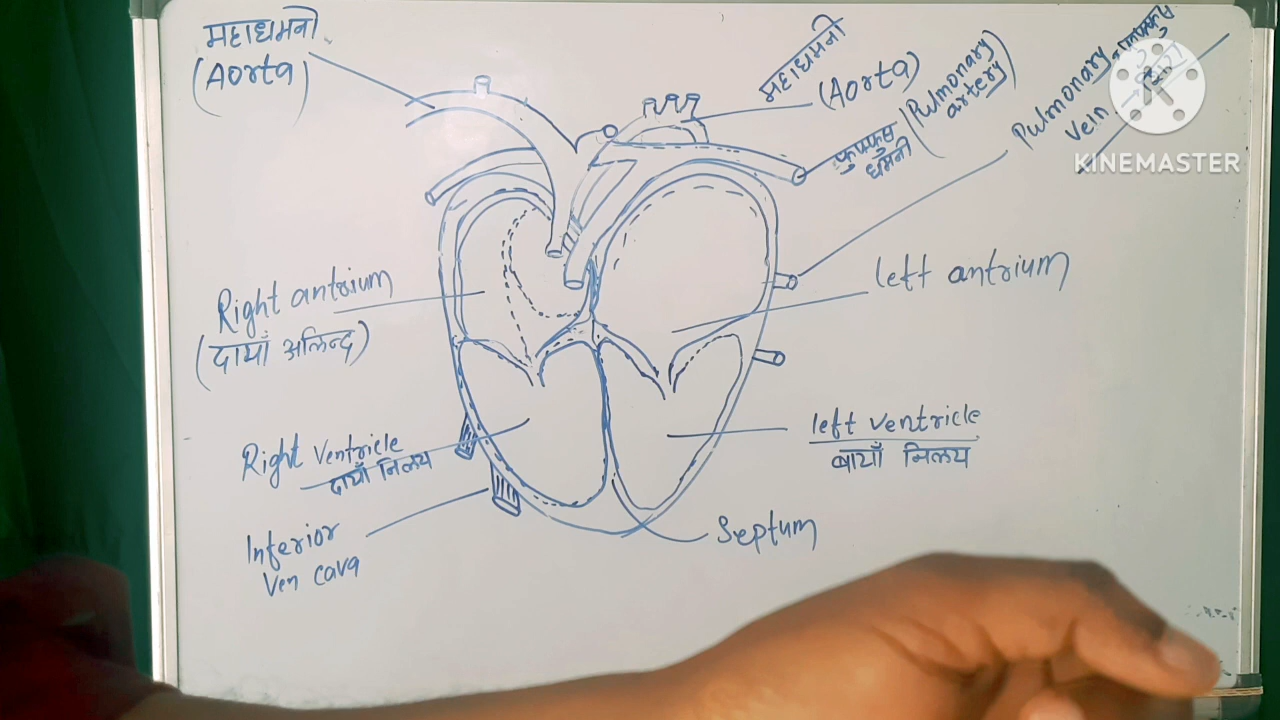 महाधमनी
(Aorta)
महाधमनी
(Aorta)
फुफ्फुस
धमनी
(Pulmonary
artery)
Pulmonary
vein
KINEMASTER
Right antrium
(दायाँ अलिन्द)
left antrium
Right ventricle
दायाँ निलय
left ventricle
बायाँ निलय
Inferior
Ven cava
Septum